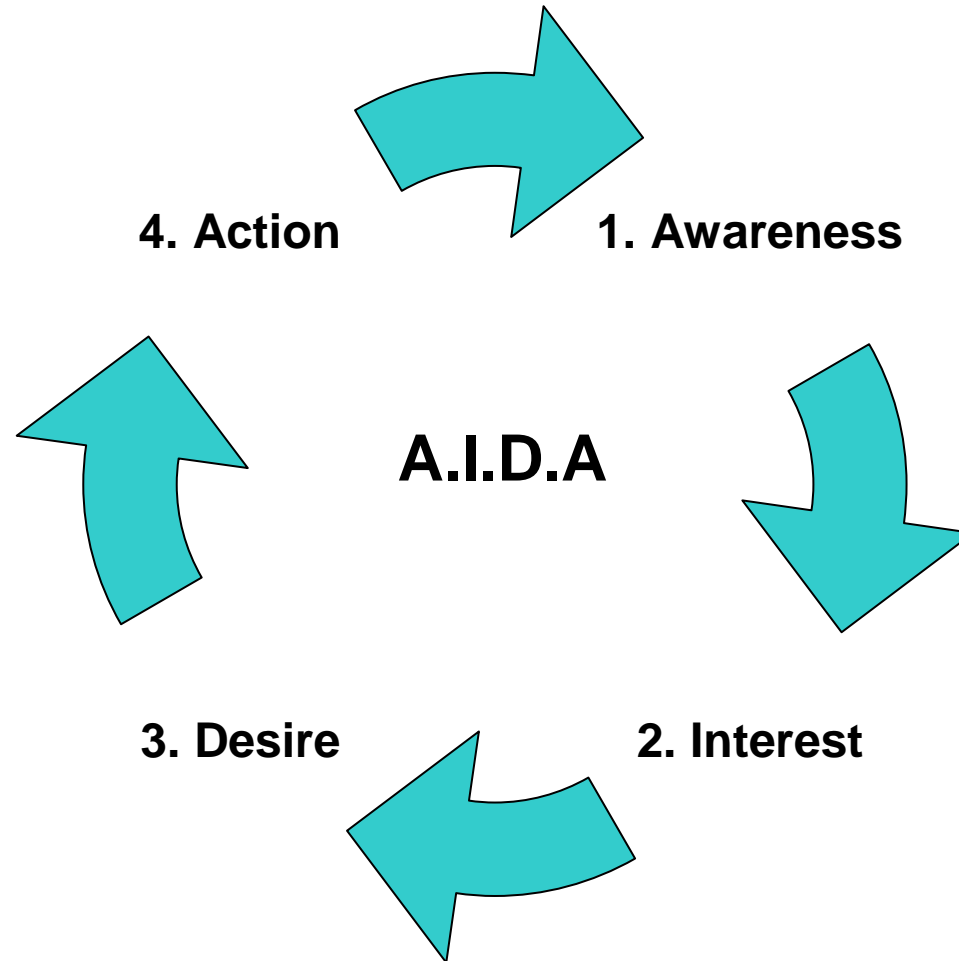 4. Action
1. Awareness
A.I.D.A
3. Desire
2. Interest